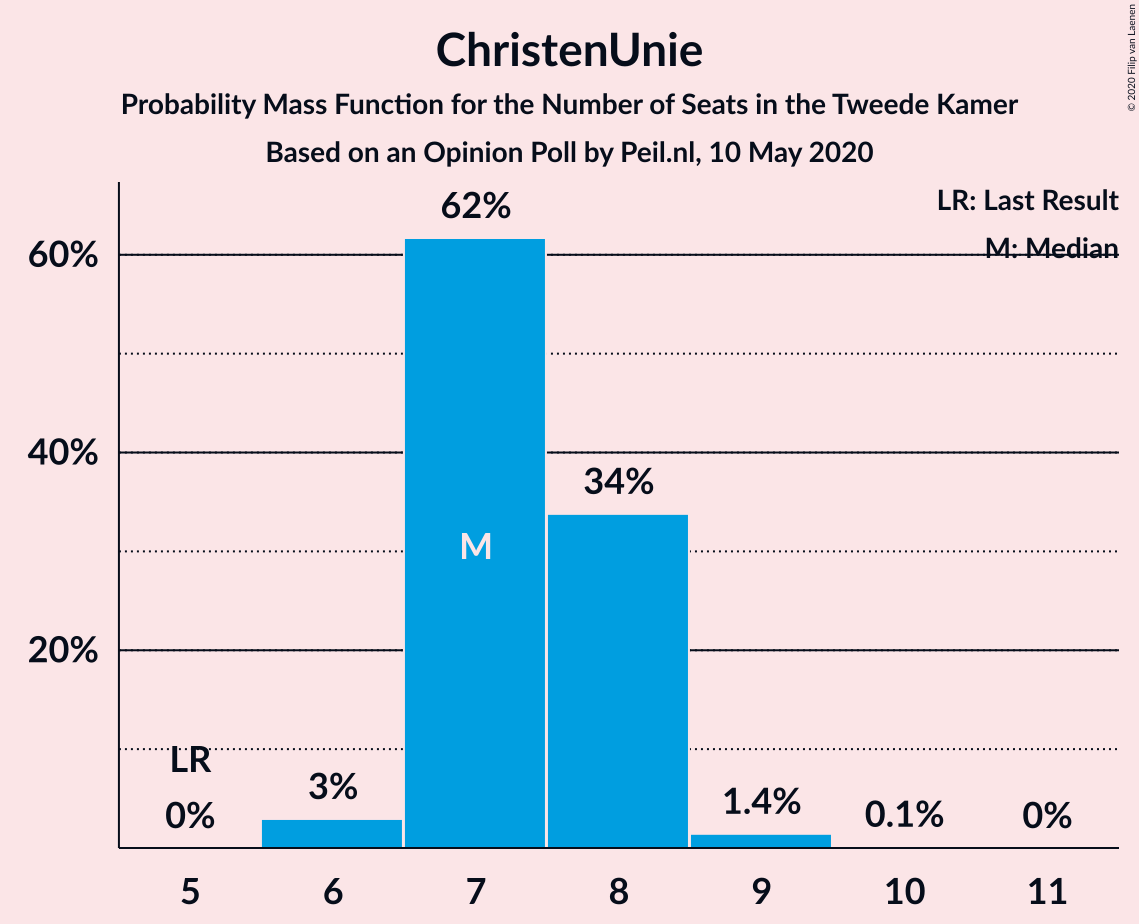 ChristenUnie
Probability Mass Function for the Number of Seats in the Tweede Kamer
Based on an Opinion Poll by Peil.nl, 10 May 2020
© 2020 Filip van Laenen
LR: Last Result
M: Median
62%
60%
40%
34%
M
20%
LR
0%
3%
1.4%
0.1%
0%
5
6
7
8
9
10
11